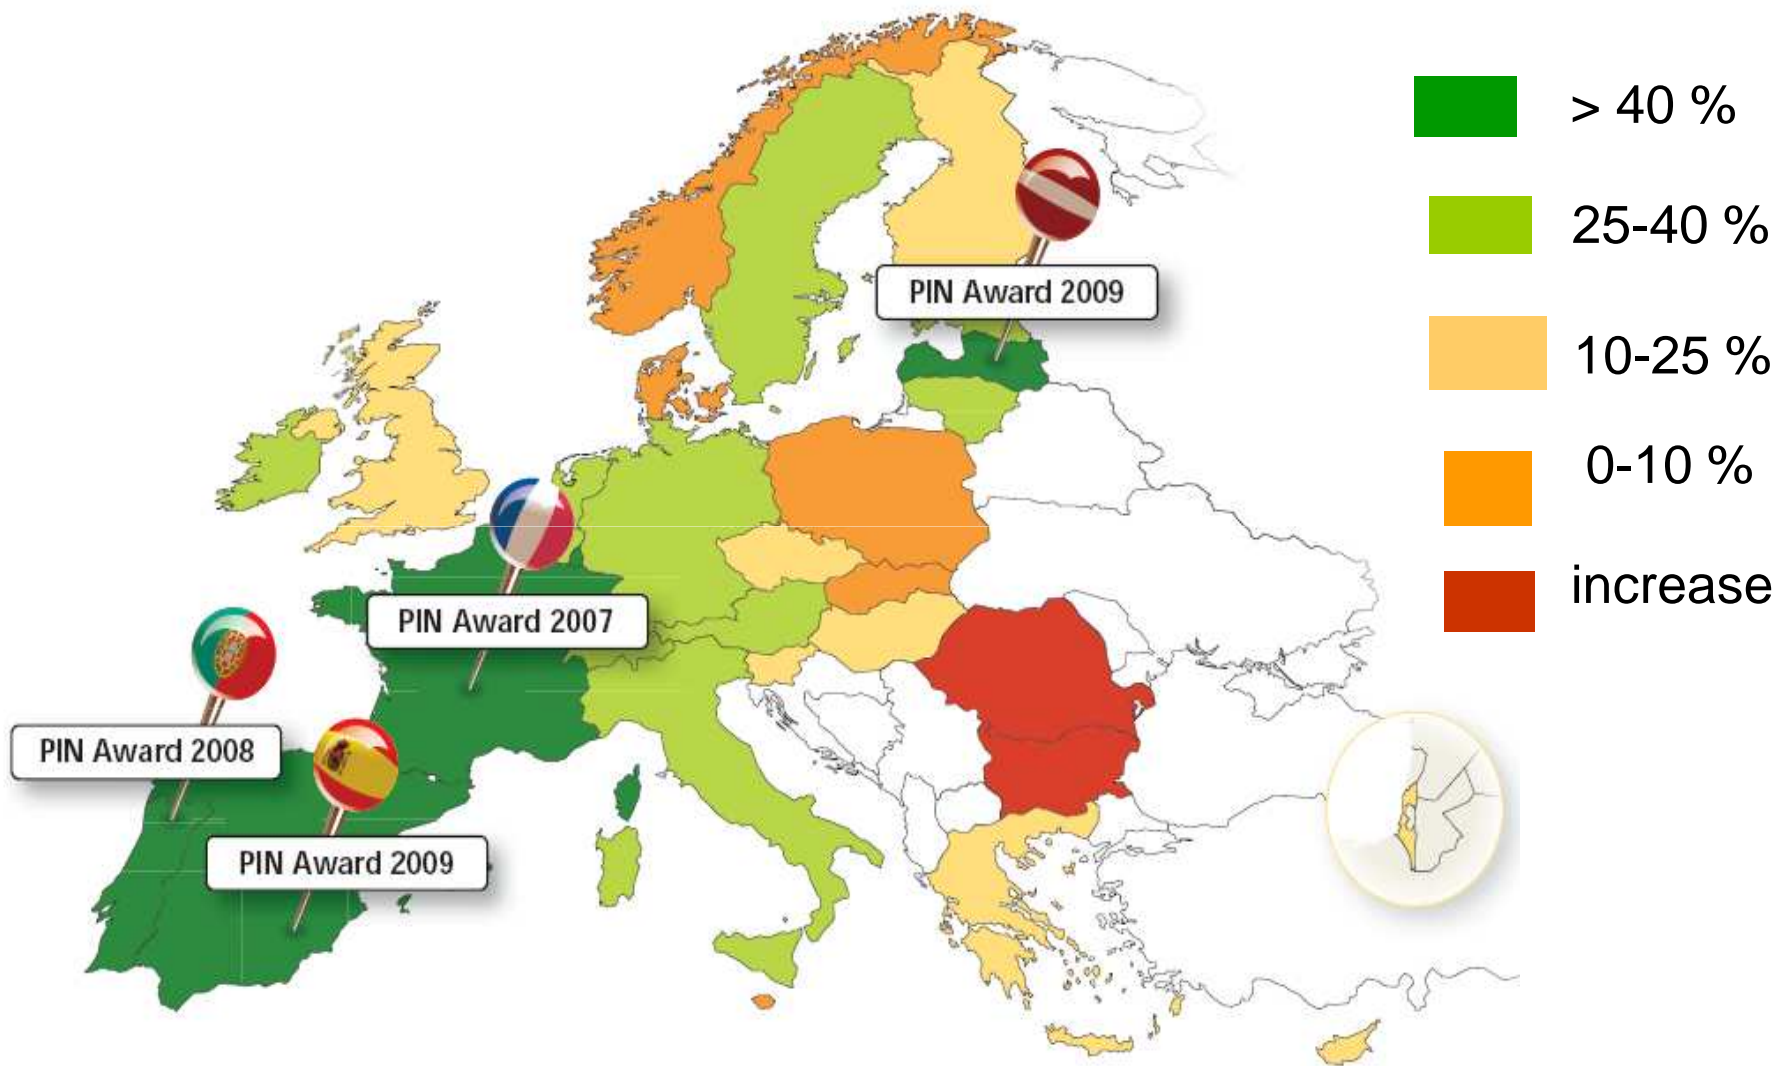 > 40 %
25-40 %
10-25 %
0-10 %
increase
PIN Award 2009
PIN Award 2007
PIN Award 2008
PIN Award 2009